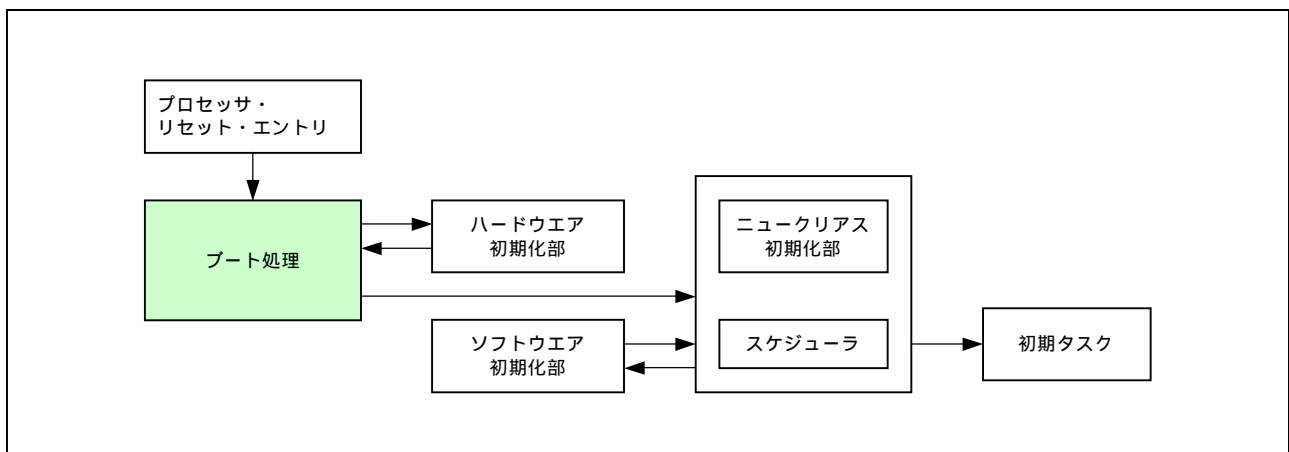 プロセッサ・
リセット・エントリ
ブート処理
ハードウエア
初期化部
ニュークリアス
初期化部
ソフトウエア
初期化部
スケジューラ
初期タスク